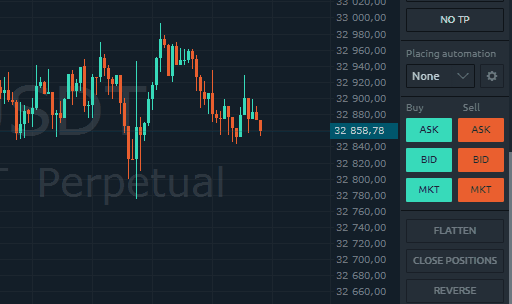 33 020,00
33 000,00
32 980,00
32 960,00
32 940,00
32 920,00
32 900,00
32 880,00
32 858,78
32 840,00
32 820,00
32 800,00
32 780,00
32 760,00
32 740,00
32 720,00
32 700,00
32 680,00
32 660,00
SDT
T Perpetual
NO TP
Placing automation
None
Buy Sell
ASK ASK
BID BID
MKT MKT
FLATTEN
CLOSE POSITIONS
REVERSE